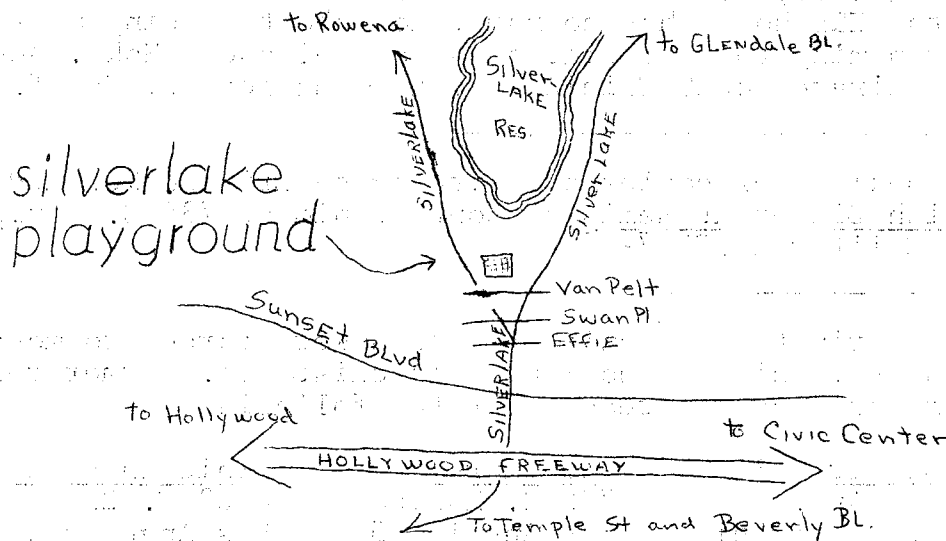 to Rowena
to GLENdale BL.
Silver-
LAKE
RES.
SILVERLAKE
Silver LAKE
silverlake
playground
Van Pelt
Swan Pl.
EFFIE
SunsEt BLvd
SILVERLAKE
to Hollywood
to Civic Center
HOLLYWOOD FREEWAY
To Temple St and Beverly BL.